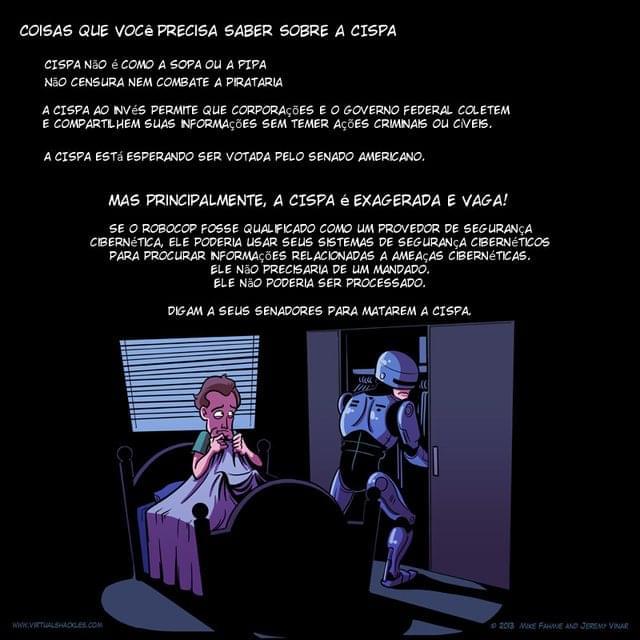 COISAS QUE VOCê PRECISA SABER SOBRE A CISPA
CISPA Não é COMO A SOPA OU A PIPA
Não CENSURA NEM COMBATE A PIRATARIA
A CISPA AO INVéS PERMITE QUE CORPORAçõES E O GOVERNO FEDERAL COLETEM
E COMPARTILHEM SUAS INFORMAçõES SEM TEMER AçõES CRIMINAIS OU CíVEIS.
A CISPA ESTá ESPERANDO SER VOTADA PELO SENADO AMERICANO.
MAS PRINCIPALMENTE, A CISPA é EXAGERADA E VAGA!
SE O ROBOCOP FOSSE QUALIFICADO COMO UM PROVEDOR DE SEGURANçA
CIBERNéTICA, ELE PODERIA USAR SEUS SISTEMAS DE SEGURANçA CIBERNéTICOS
PARA PROCURAR INFORMAçõES RELACIONADAS A AMEAçAS CIBERNéTICAS.
ELE Não PRECISARIA DE UM MANDADO.
ELE Não PODERIA SER PROCESSADO.
DIGAM A SEUS SENADORES PARA MATAREM A CISPA.
WWW.VIRTUALSHACKLES.COM
© 2013 MIKE FAHMIE AND JEREMY VINAR